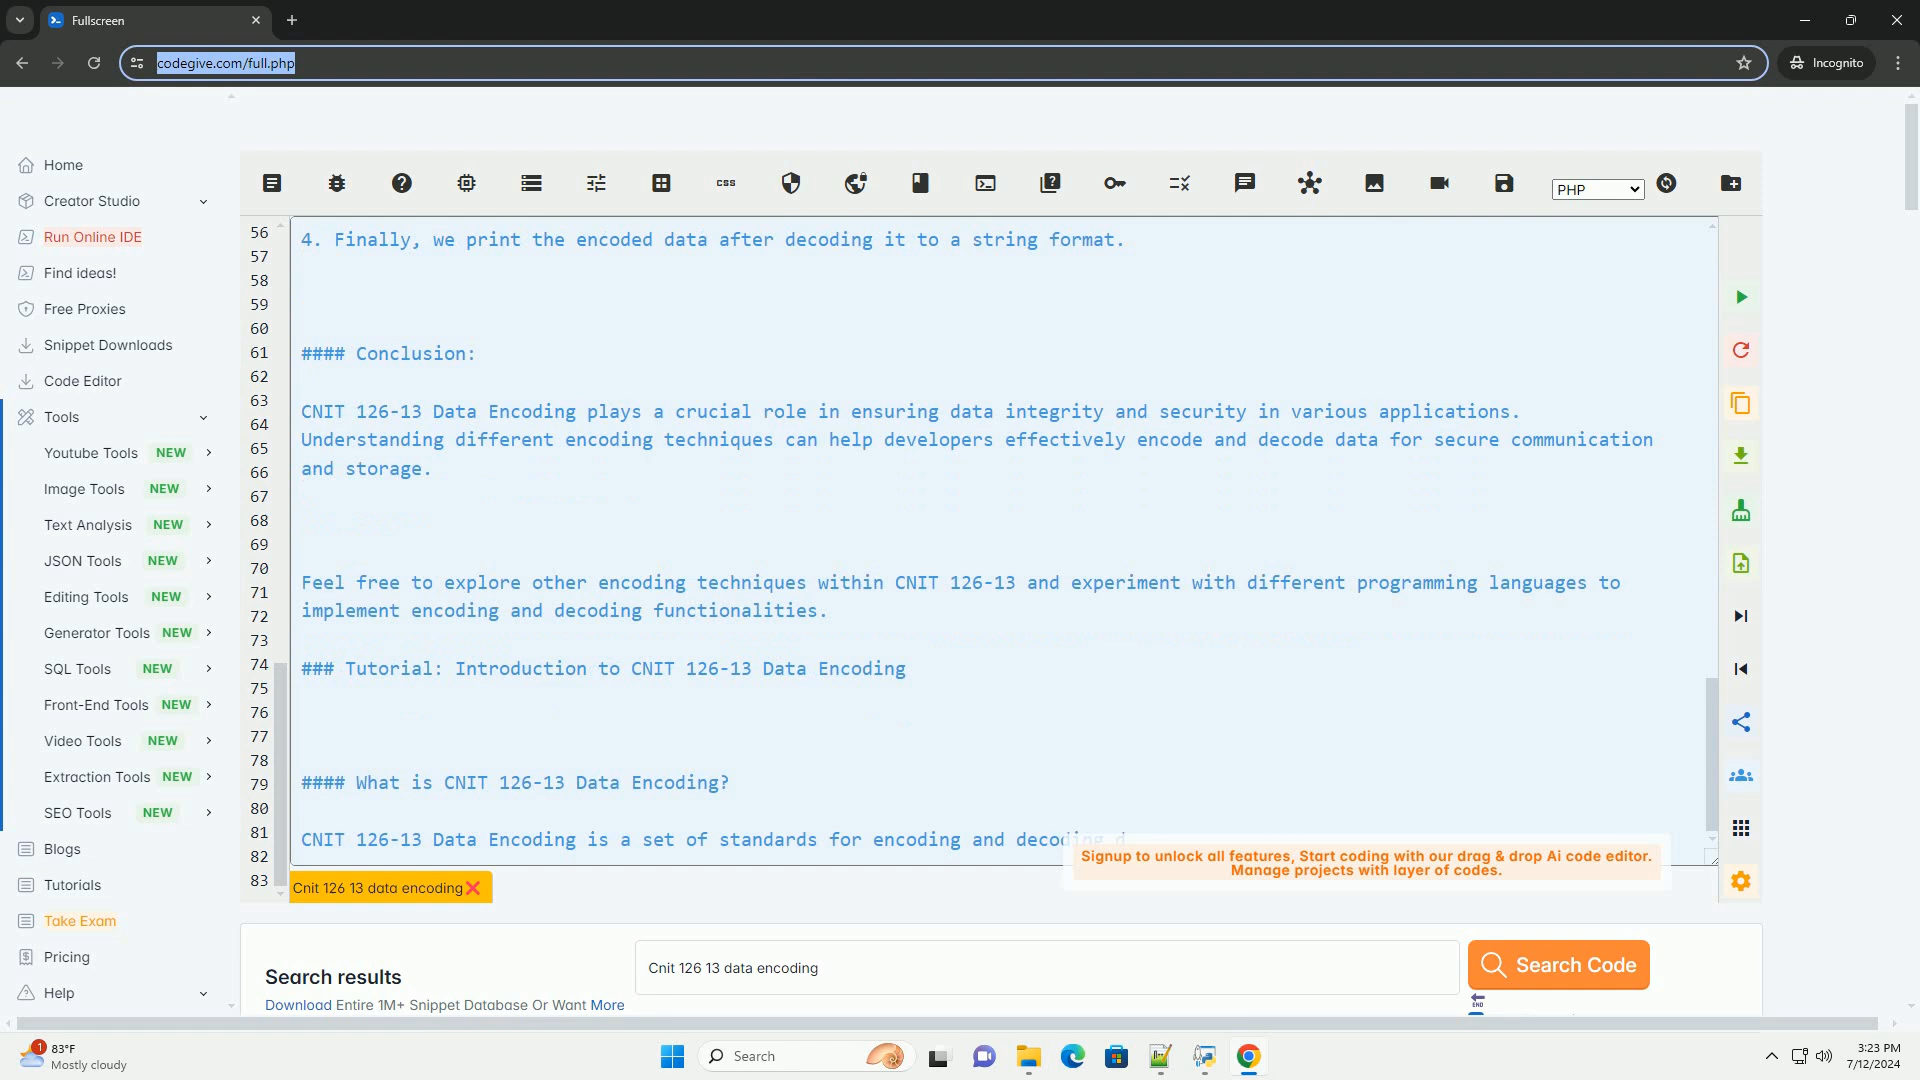 Fullscreen
codegive.com/full.php
Incognito
Home
Creator Studio
Run Online IDE
Find ideas!
Free Proxies
Snippet Downloads
Code Editor
Tools
Youtube Tools NEW
Image Tools NEW
Text Analysis NEW
JSON Tools NEW
Editing Tools NEW
Generator Tools NEW
SQL Tools NEW
Front-End Tools NEW
Video Tools NEW
Extraction Tools NEW
SEO Tools NEW
Blogs
Tutorials
Take Exam
Pricing
Help
css
PHP
56
57
58
59
60
61
62
63
64
65
66
67
68
69
70
71
72
73
74
75
76
77
78
79
80
81
82
83
4. Finally, we print the encoded data after decoding it to a string format.
#### Conclusion:
CNIT 126-13 Data Encoding plays a crucial role in ensuring data integrity and security in various applications.
Understanding different encoding techniques can help developers effectively encode and decode data for secure communication
and storage.
Feel free to explore other encoding techniques within CNIT 126-13 and experiment with different programming languages to
implement encoding and decoding functionalities.
### Tutorial: Introduction to CNIT 126-13 Data Encoding
#### What is CNIT 126-13 Data Encoding?
CNIT 126-13 Data Encoding is a set of standards for encoding and decoding d
Signup to unlock all features, Start coding with our drag & drop Ai code editor.
Manage projects with layer of codes.
Cnit 126 13 data encoding
Search results
Download Entire 1M+ Snippet Database Or Want More
Cnit 126 13 data encoding
Search Code
END
1
83°F
Mostly cloudy
Search
3:23 PM
7/12/2024